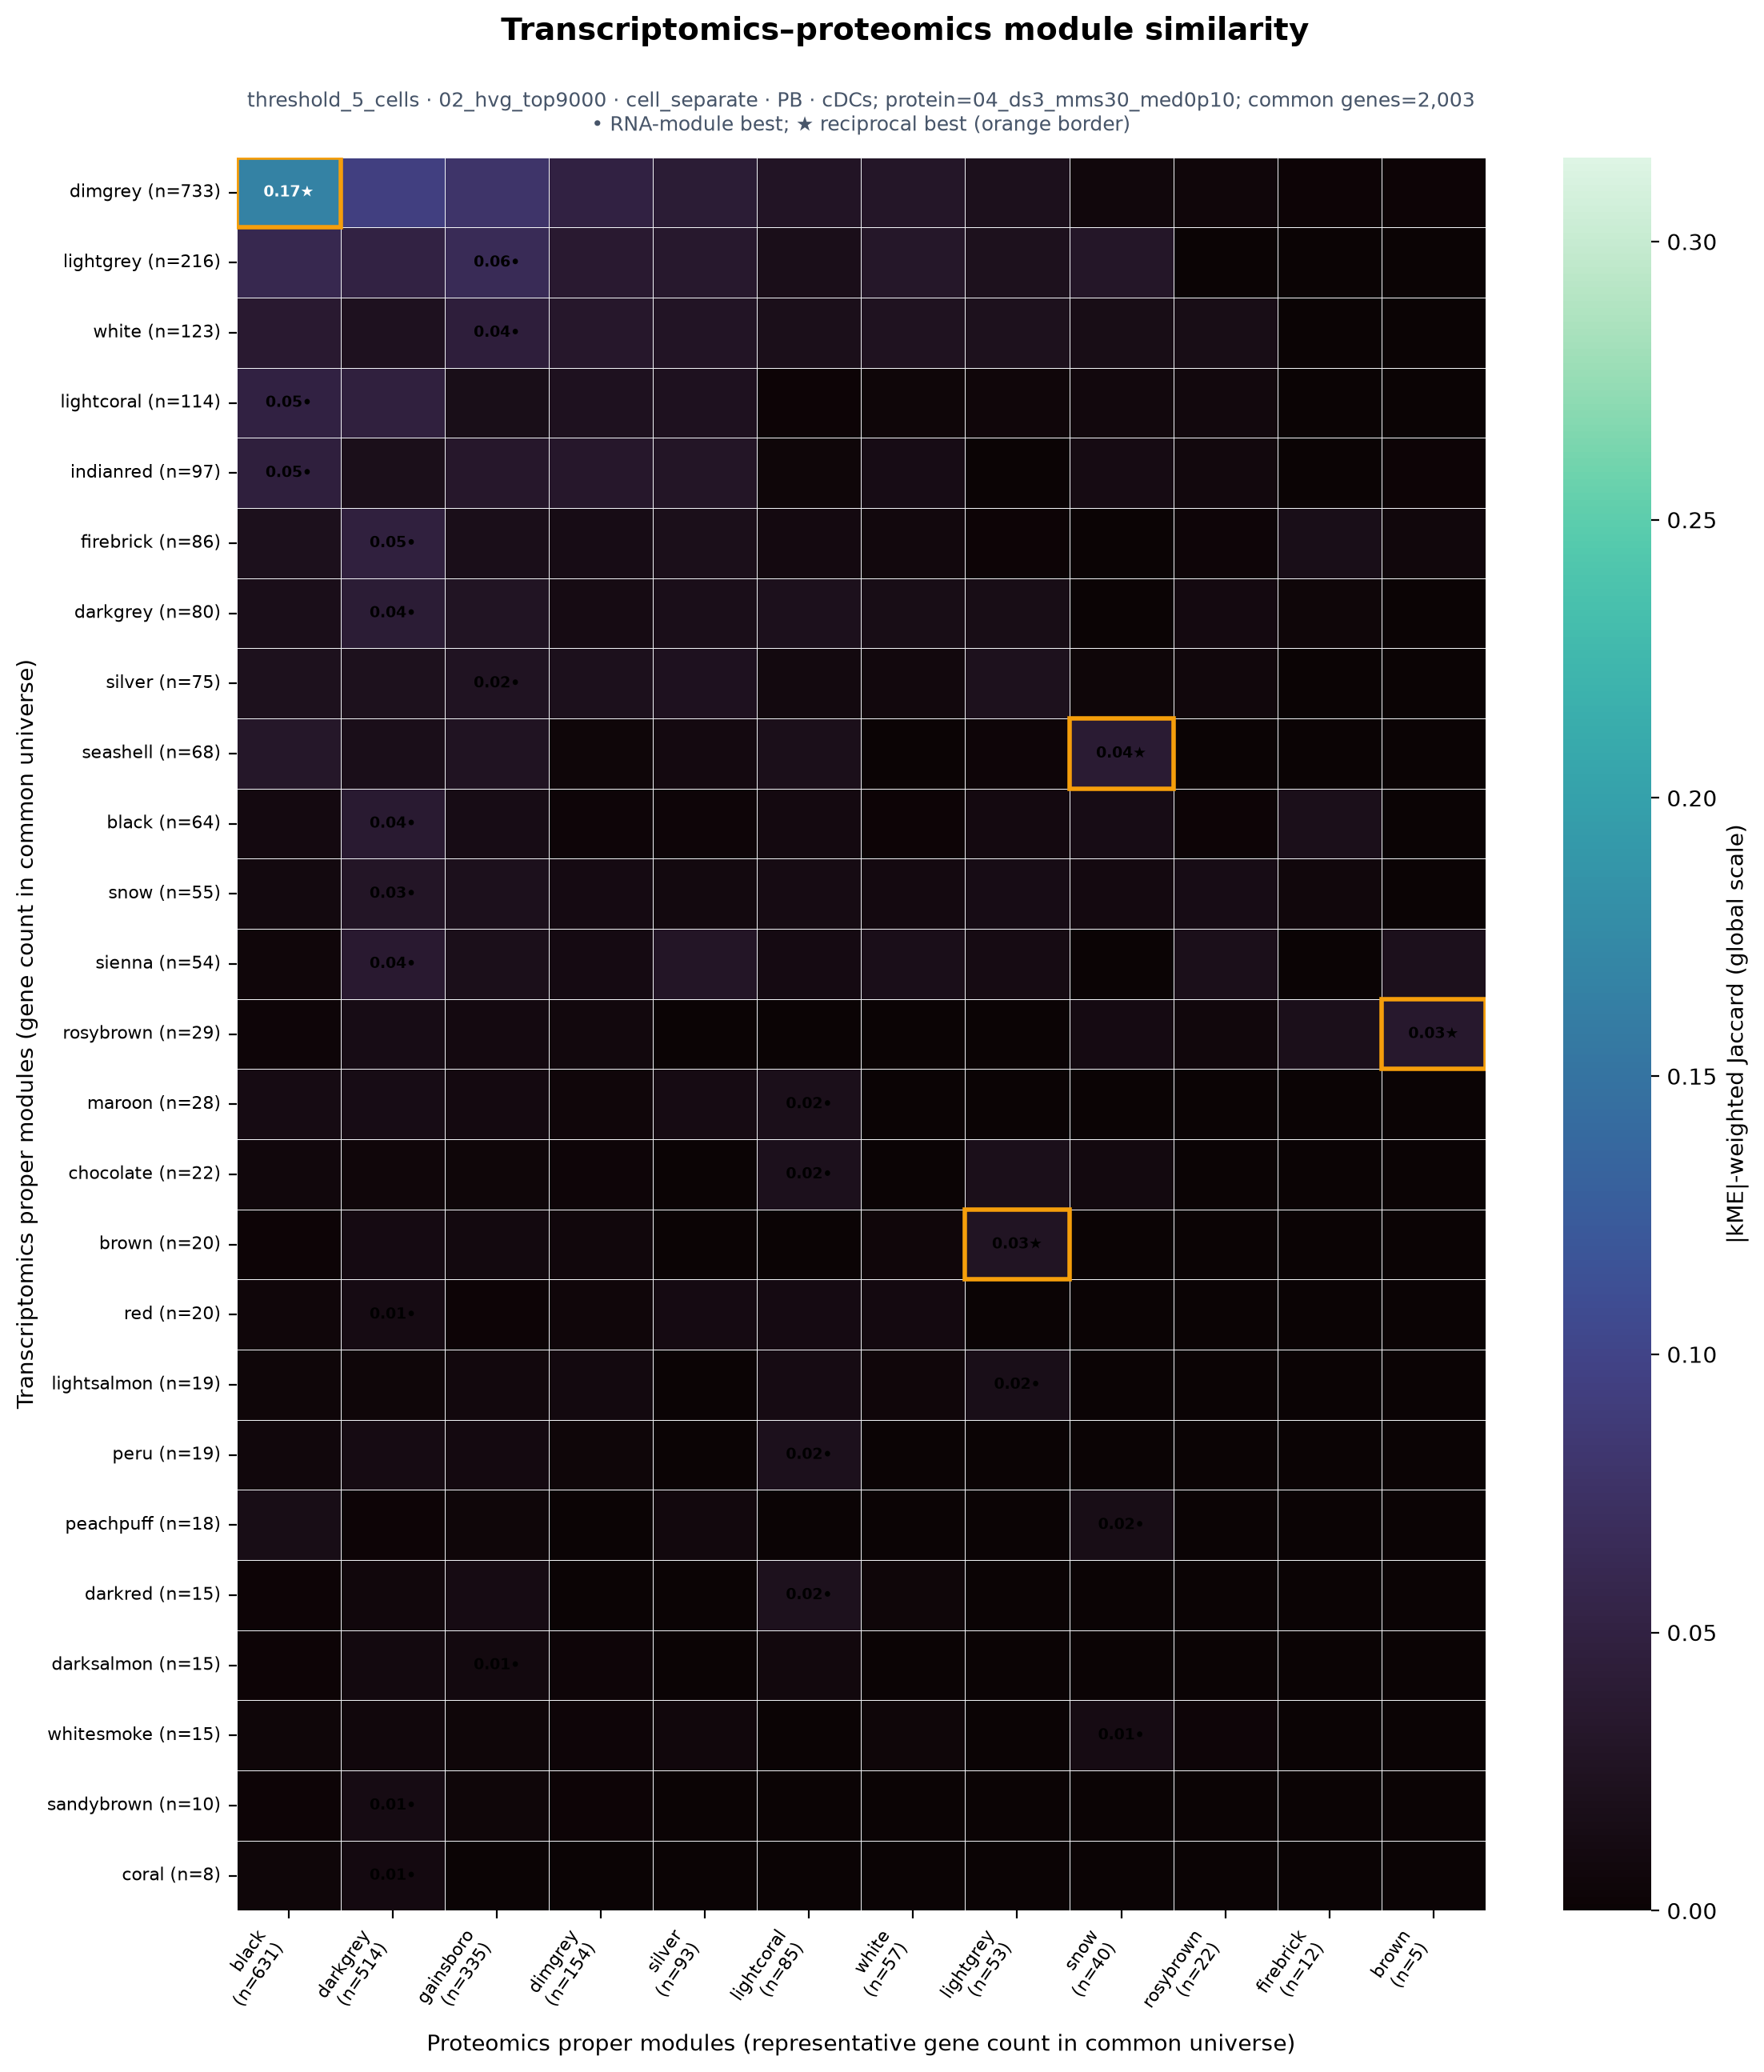 Transcriptomics–proteomics module similarity
threshold_5_cells · 02_hvg_top9000 · cell_separate · PB · cDCs; protein=04_ds3_mms30_med0p10; common genes=2,003
• RNA-module best; ★ reciprocal best (orange border)
Transcriptomics proper modules (gene count in common universe)
dimgrey (n=733)
0.17★
lightgrey (n=216)
0.06•
white (n=123)
0.04•
lightcoral (n=114)
0.05•
indianred (n=97)
0.05•
firebrick (n=86)
0.05•
darkgrey (n=80)
0.04•
silver (n=75)
0.02•
seashell (n=68)
0.04★
black (n=64)
0.04•
snow (n=55)
0.03•
sienna (n=54)
0.04•
rosybrown (n=29)
0.03★
maroon (n=28)
0.02•
chocolate (n=22)
0.02•
brown (n=20)
0.03★
red (n=20)
0.01•
lightsalmon (n=19)
0.02•
peru (n=19)
0.02•
peachpuff (n=18)
0.02•
darkred (n=15)
0.02•
darksalmon (n=15)
0.01•
whitesmoke (n=15)
0.01•
sandybrown (n=10)
0.01•
coral (n=8)
0.01•
black
(n=631)
darkgrey
(n=514)
gainsboro
(n=335)
dimgrey
(n=154)
silver
(n=93)
lightcoral
(n=85)
white
(n=57)
lightgrey
(n=53)
snow
(n=40)
rosybrown
(n=22)
firebrick
(n=12)
brown
(n=5)
Proteomics proper modules (representative gene count in common universe)
0.30
0.25
0.20
0.15
0.10
0.05
0.00
|kME|-weighted Jaccard (global scale)